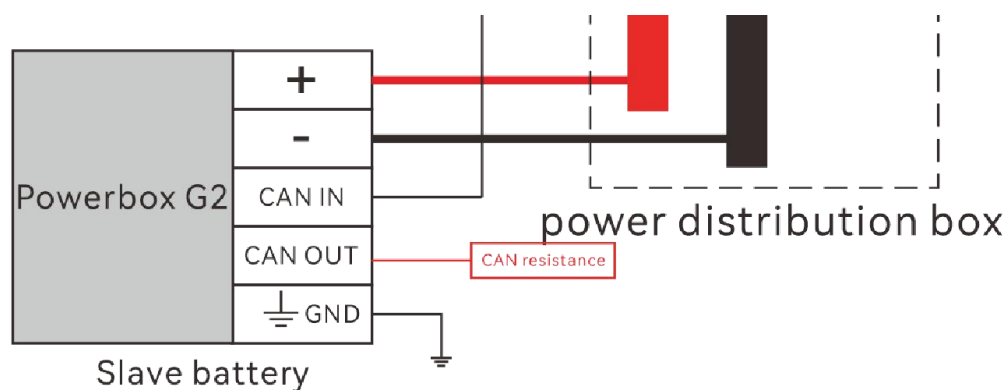 +
-
Powerbox G2
CAN IN
power distribution box
CAN OUT
CAN resistance
GND
Slave battery